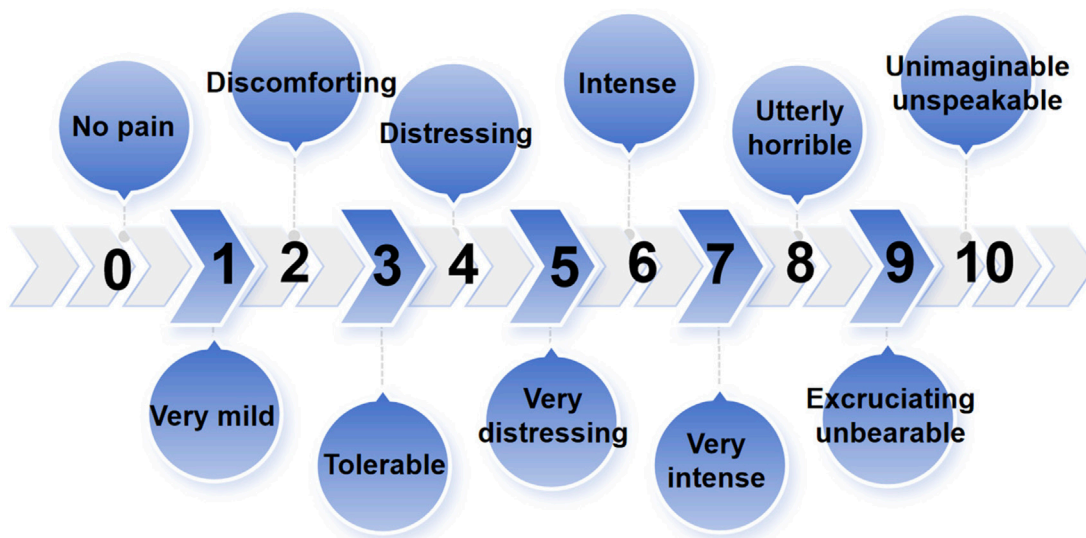 Discomforting
Intense
Unimaginable
unspeakable
No pain
Distressing
Utterly
horrible
0
1
2
3
4
5
6
7
8
9
10
Very mild
Tolerable
Very
distressing
Very
intense
Excruciating
unbearable